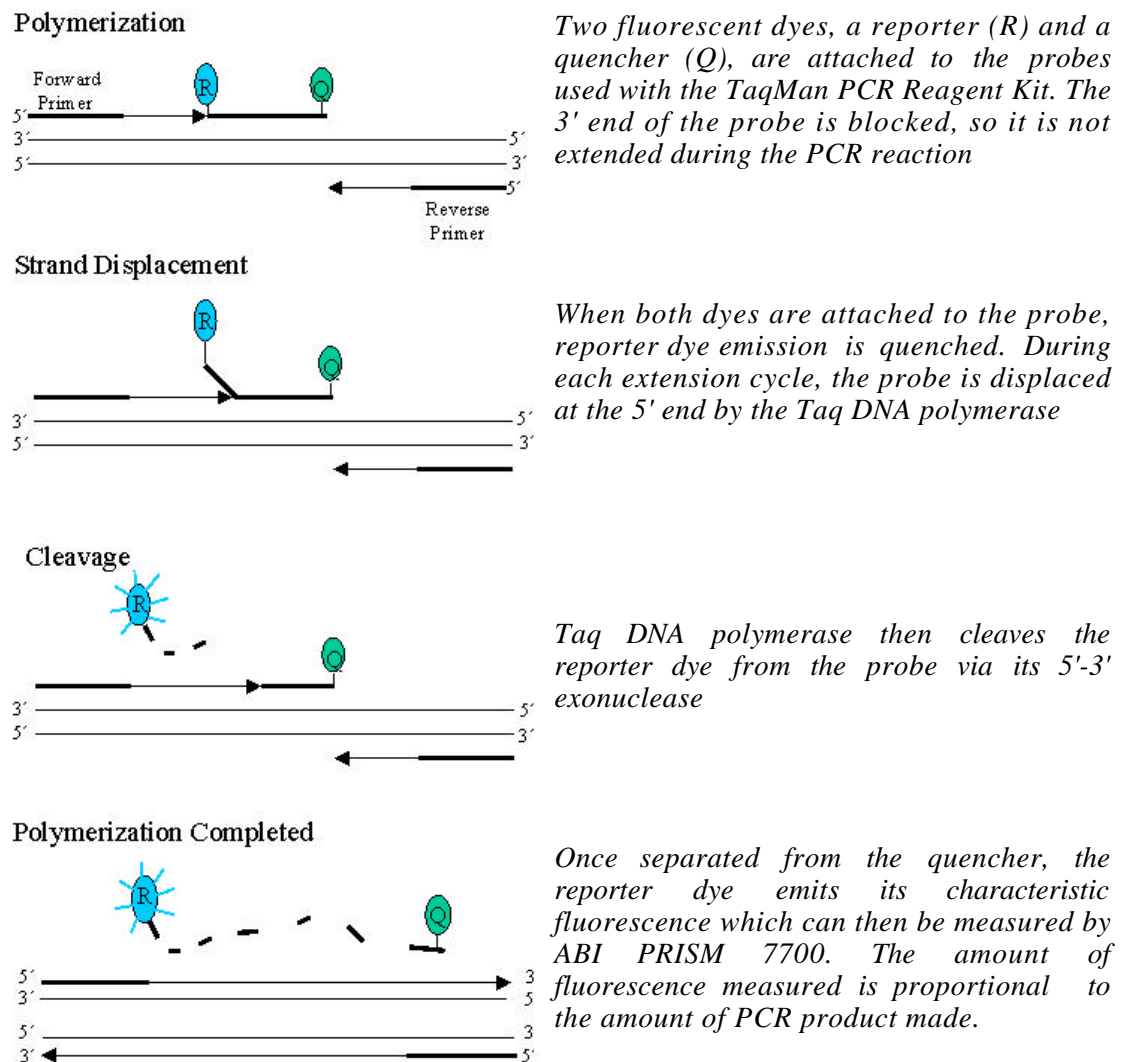 Polymerization
Forward
Primer
R
Q
5´
3´ 5´
5´ 3´
5´
Reverse
Primer
Two fluorescent dyes, a reporter (R) and a
quencher (Q), are attached to the probes
used with the TaqMan PCR Reagent Kit. The
3' end of the probe is blocked, so it is not
extended during the PCR reaction
Strand Displacement
R
Q
3´ 5´
5´ 3´
When both dyes are attached to the probe,
reporter dye emission is quenched. During
each extension cycle, the probe is displaced
at the 5' end by the Taq DNA polymerase
Cleavage
R
Q
3´ 5´
5´ 3´
Taq DNA polymerase then cleaves the
reporter dye from the probe via its 5'-3'
exonuclease
Polymerization Completed
R
Q
5´ 3
3´ 5
5´ 3
3´ 5´
Once separated from the quencher, the
reporter dye emits its characteristic
fluorescence which can then be measured by
ABI PRISM 7700. The amount of
fluorescence measured is proportional to
the amount of PCR product made.